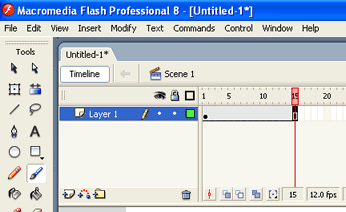 Macromedia Flash Professional 8 - [Untitled-1*]
File Edit View Insert Modify Text Commands Control Window Help
Tools
Untitled-1*
Timeline Scene 1
1 5 10 15 20
Layer 1
15 12.0 fps